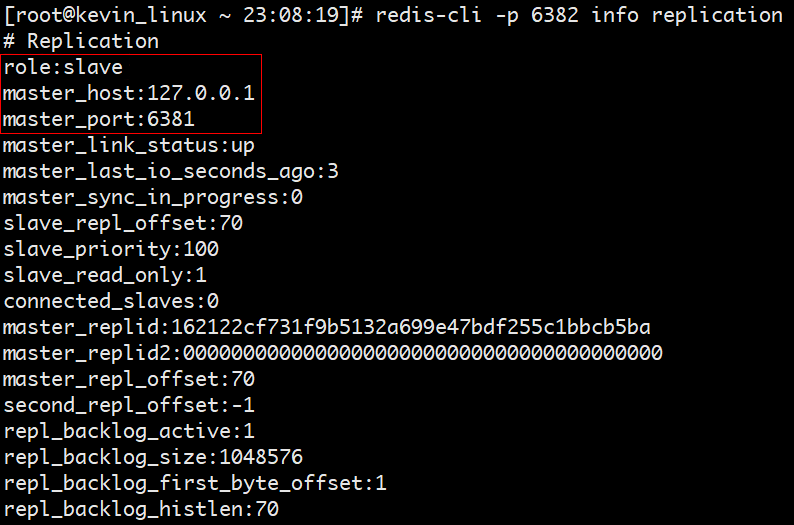 [root@kevin_linux ~ 23:08:19]# redis-cli -p 6382 info replication
# Replication
role:slave
master_host:127.0.0.1
master_port:6381
master_link_status:up
master_last_io_seconds_ago:3
master_sync_in_progress:0
slave_repl_offset:70
slave_priority:100
slave_read_only:1
connected_slaves:0
master_replid:162122cf731f9b5132a699e47bdf255c1bbcb5ba
master_replid2:0000000000000000000000000000000000000000
master_repl_offset:70
second_repl_offset:-1
repl_backlog_active:1
repl_backlog_size:1048576
repl_backlog_first_byte_offset:1
repl_backlog_histlen:70